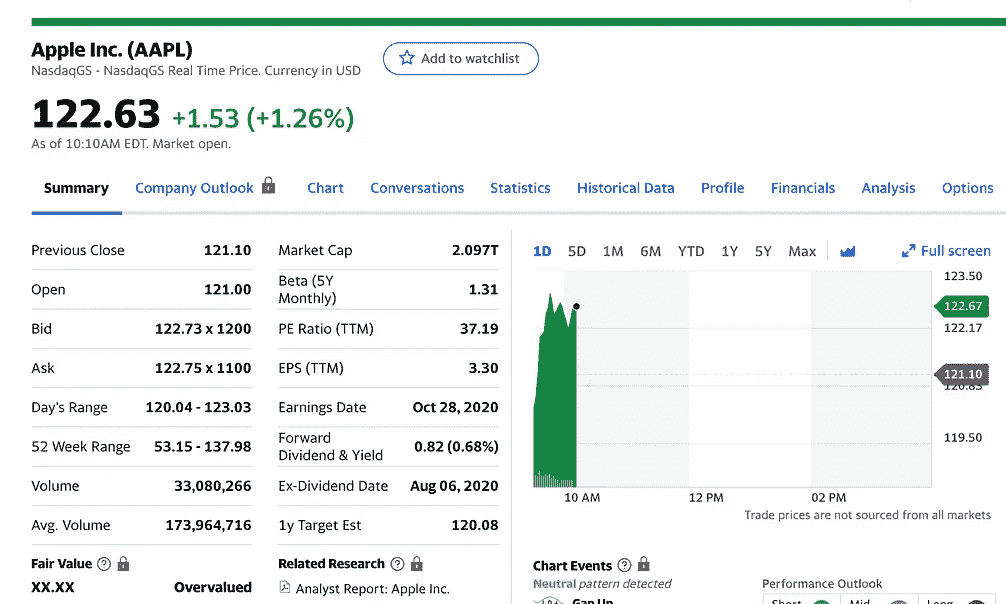 Apple Inc. (AAPL)
NasdaqGS - NasdaqGS Real Time Price. Currency in USD
Add to watchlist
122.63 +1.53 (+1.26%)
As of 10:10AM EDT. Market open.
Summary Company Outlook Chart Conversations Statistics Historical Data Profile Financials Analysis Options
Previous Close 121.10
Open 121.00
Bid 122.73 x 1200
Ask 122.75 x 1100
Day's Range 120.04 - 123.03
52 Week Range 53.15 - 137.98
Volume 33,080,266
Avg. Volume 173,964,716
Fair Value ?
XX.XX Overvalued
Market Cap 2.097T
Beta (5Y
Monthly) 1.31
PE Ratio (TTM) 37.19
EPS (TTM) 3.30
Earnings Date Oct 28, 2020
Forward
Dividend & Yield 0.82 (0.68%)
Ex-Dividend Date Aug 06, 2020
1y Target Est 120.08
Related Research ?
Analyst Report: Apple Inc.
1D 5D 1M 6M YTD 1Y 5Y Max Full screen
123.50
122.67
122.17
121.10
120.83
119.50
10 AM 12 PM 02 PM
Trade prices are not sourced from all markets
Chart Events ?
Neutral pattern detected
Gap Up
Performance Outlook
Short Mid Long